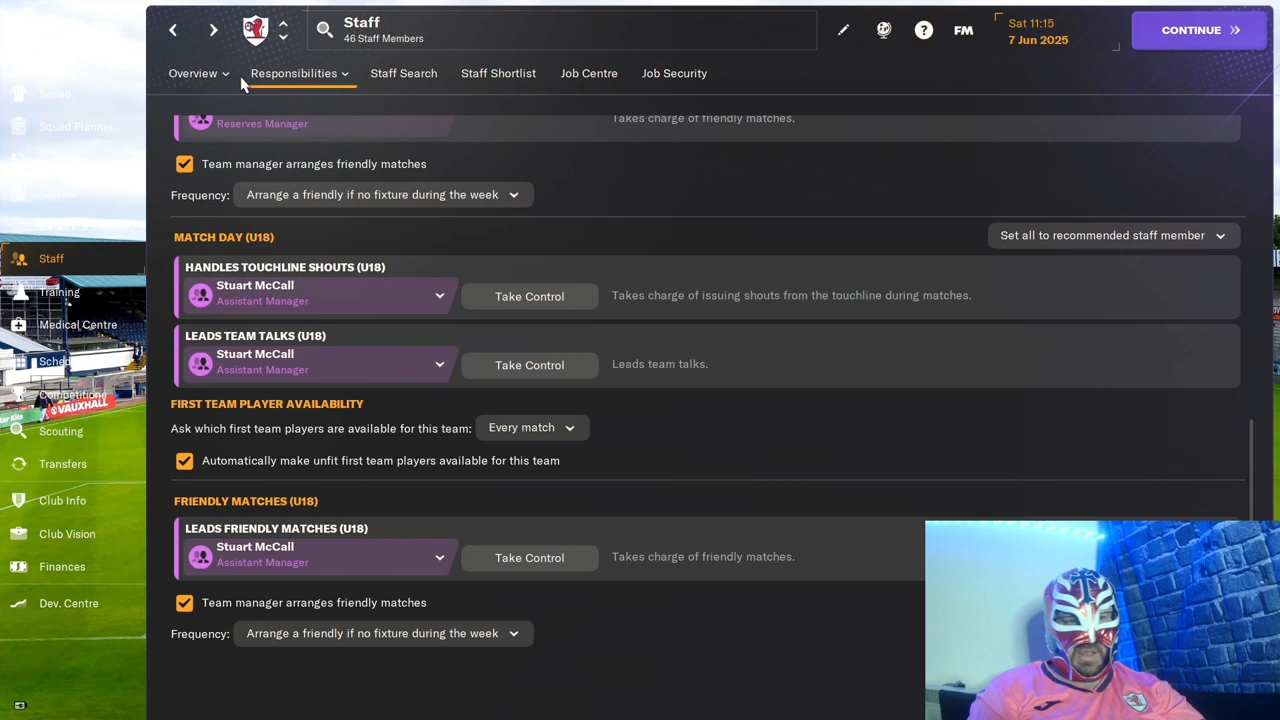 Staff
46 Staff Members
FM
Sat 11:15
7 Jun 2025
CONTINUE
Overview
Responsibilities
Staff Search
Staff Shortlist
Job Centre
Job Security
Squad
Squad Planner
Staff
Training
Medical Centre
Competitions
VAUXHALL
Scouting
Transfers
Club Info
Club Vision
Finances
Dev. Centre
Reserves Manager
Takes charge of friendly matches.
Team manager arranges friendly matches
Frequency: Arrange a friendly if no fixture during the week
MATCH DAY (U18)
Set all to recommended staff member
HANDLES TOUCHLINE SHOUTS (U18)
Stuart McCall
Assistant Manager
Take Control
Takes charge of issuing shouts from the touchline during matches.
LEADS TEAM TALKS (U18)
Stuart McCall
Assistant Manager
Take Control
Leads team talks.
FIRST TEAM PLAYER AVAILABILITY
Ask which first team players are available for this team: Every match
Automatically make unfit first team players available for this team
FRIENDLY MATCHES (U18)
LEADS FRIENDLY MATCHES (U18)
Stuart McCall
Assistant Manager
Take Control
Takes charge of friendly matches.
Team manager arranges friendly matches
Frequency: Arrange a friendly if no fixture during the week